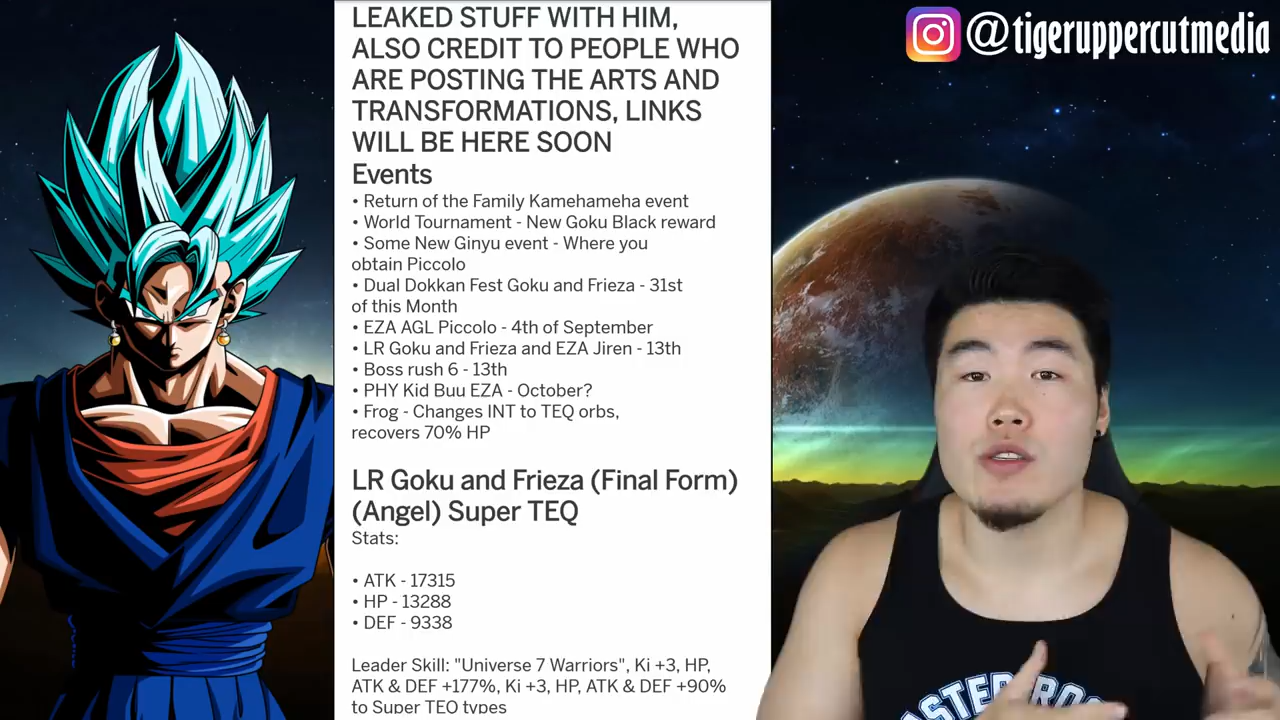 LEAKED STUFF WITH HIM,
ALSO CREDIT TO PEOPLE WHO
ARE POSTING THE ARTS AND
TRANSFORMATIONS, LINKS
WILL BE HERE SOON
Events
• Return of the Family Kamehameha event
• World Tournament - New Goku Black reward
• Some New Ginyu event - Where you
obtain Piccolo
• Dual Dokkan Fest Goku and Frieza - 31st
of this Month
• EZA AGL Piccolo - 4th of September
• LR Goku and Frieza and EZA Jiren - 13th
• Boss rush 6 - 13th
• PHY Kid Buu EZA - October?
• Frog - Changes INT to TEQ orbs,
recovers 70% HP
LR Goku and Frieza (Final Form)
(Angel) Super TEQ
Stats:
• ATK - 17315
• HP - 13288
• DEF - 9338
Leader Skill: "Universe 7 Warriors", Ki +3, HP,
ATK & DEF +177%, Ki +3, HP, ATK & DEF +90%
to Super TEQ types
@tigeruppercutmedia